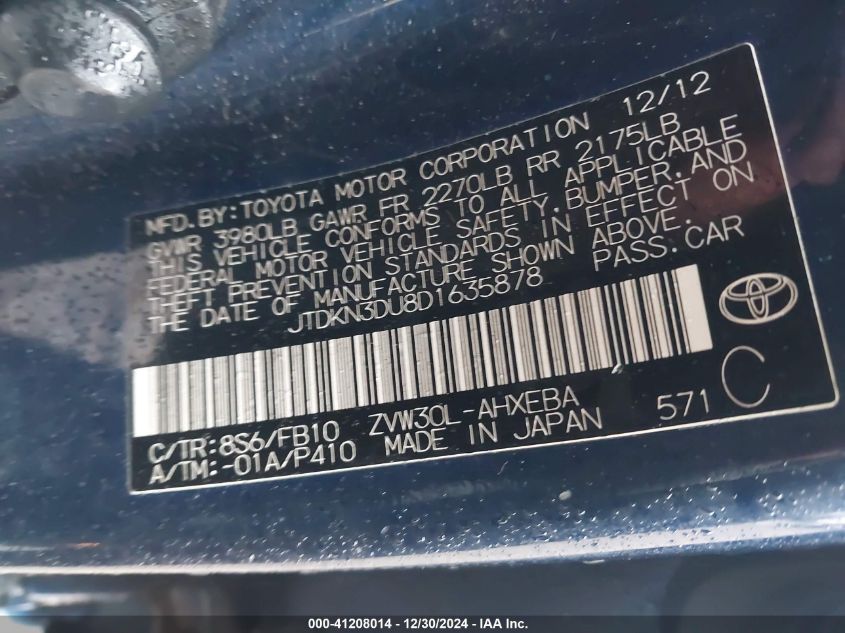 MFD.BY:TOYOTA MOTOR CORPORATION 12/12
GVWR 3980LB GAWR FR 2270LB RR 2175LB
THIS VEHICLE CONFORMS TO ALL APPLICABLE
FEDERAL MOTOR VEHICLE SAFETY,BUMPER,AND
THEFT PREVENTION STANDARDS IN EFFECT ON
THE DATE OF MANUFACTURE SHOWN ABOVE.
JTDKN3DU8D1635878 PASS.CAR
C/TR:8S6/FB10 ZVW30L-AHXEBA 571 C
A/TM:-01A/P410 MADE IN JAPAN
000-41208014 - 12/30/2024 - IAA Inc.